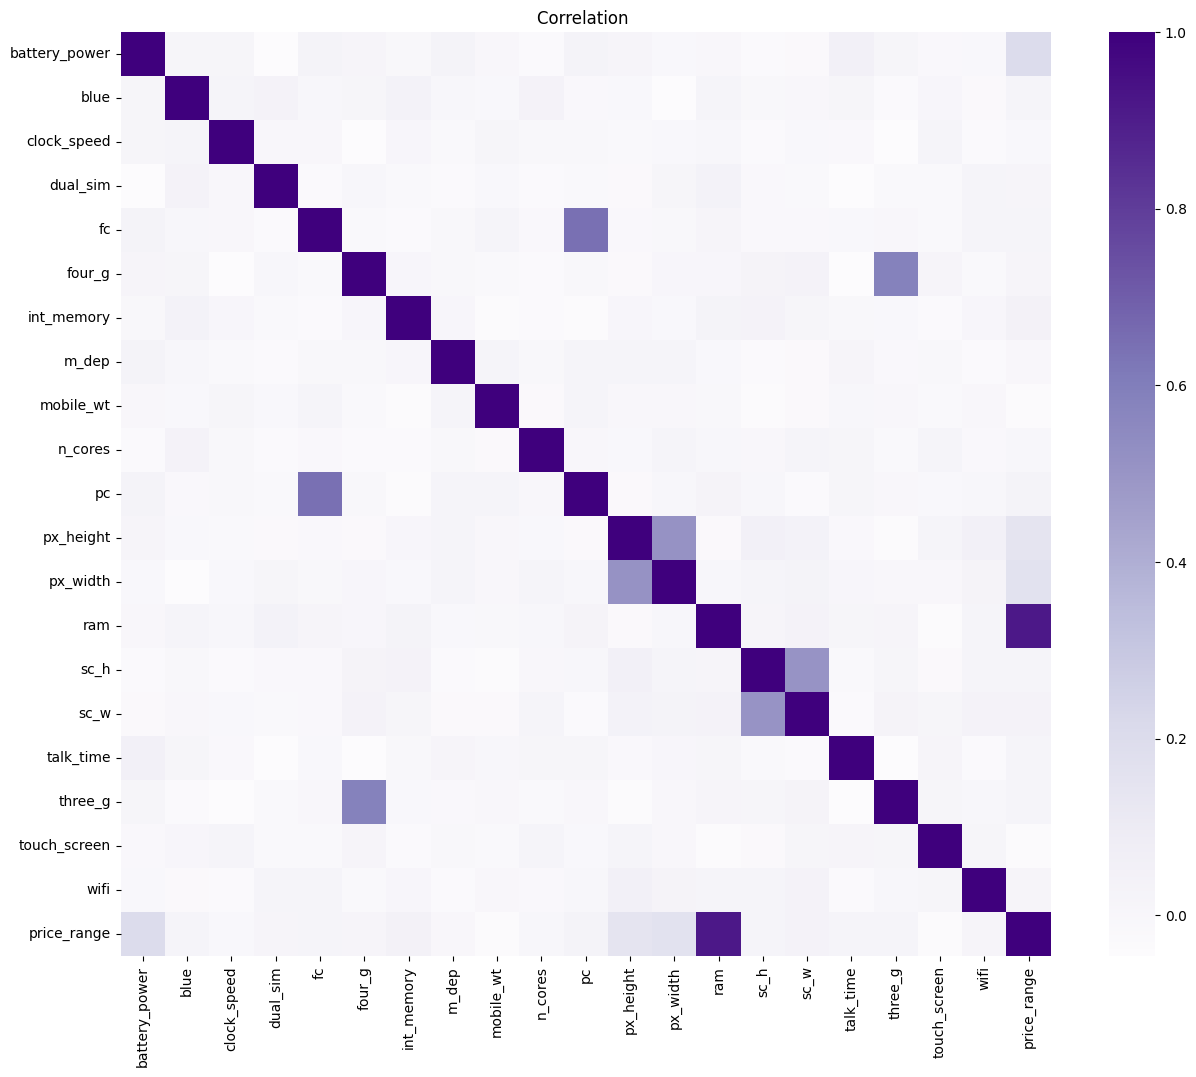 Correlation
battery_power
blue
clock_speed
dual_sim
fc
four_g
int_memory
m_dep
mobile_wt
n_cores
pc
px_height
px_width
ram
sc_h
sc_w
talk_time
three_g
touch_screen
wifi
price_range
battery_power
blue
clock_speed
dual_sim
fc
four_g
int_memory
m_dep
mobile_wt
n_cores
pc
px_height
px_width
ram
sc_h
sc_w
talk_time
three_g
touch_screen
wifi
price_range
1.0
0.8
0.6
0.4
0.2
0.0